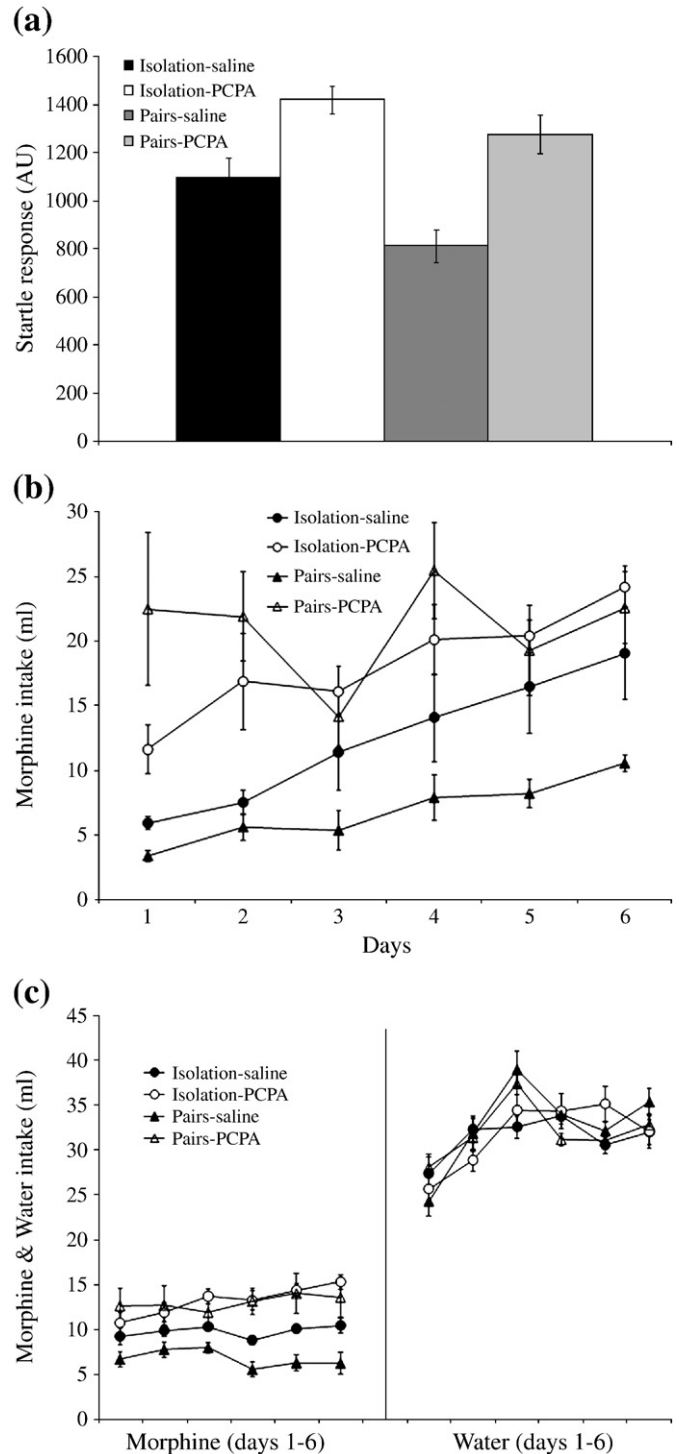 (a)
1600
1400
1200
1000
800
600
400
200
0
Startle response (AU)
Isolation-saline
Isolation-PCPA
Pairs-saline
Pairs-PCPA
(b)
30
25
20
15
10
5
0
Morphine intake (ml)
Isolation-saline
Isolation-PCPA
Pairs-saline
Pairs-PCPA
1 2 3 4 5 6
Days
(c)
45
40
35
30
25
20
15
10
5
0
Morphine & Water intake (ml)
Isolation-saline
Isolation-PCPA
Pairs-saline
Pairs-PCPA
Morphine (days 1-6) Water (days 1-6)